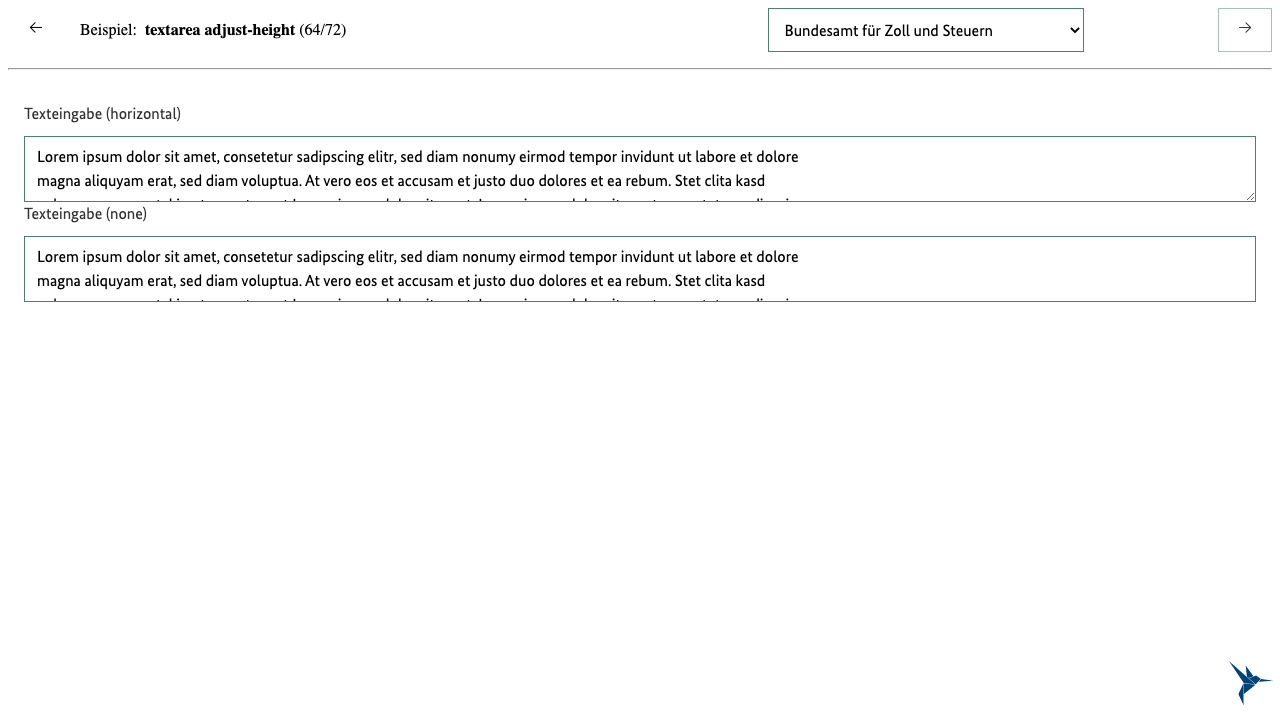 Beispiel: textarea adjust-height (64/72)
Bundesamt für Zoll und Steuern
Texteingabe (horizontal)
Lorem ipsum dolor sit amet, consetetur sadipscing elitr, sed diam nonumy eirmod tempor invidunt ut labore et dolore
magna aliquyam erat, sed diam voluptua. At vero eos et accusam et justo duo dolores et ea rebum. Stet clita kasd
Texteingabe (none)
Lorem ipsum dolor sit amet, consetetur sadipscing elitr, sed diam nonumy eirmod tempor invidunt ut labore et dolore
magna aliquyam erat, sed diam voluptua. At vero eos et accusam et justo duo dolores et ea rebum. Stet clita kasd